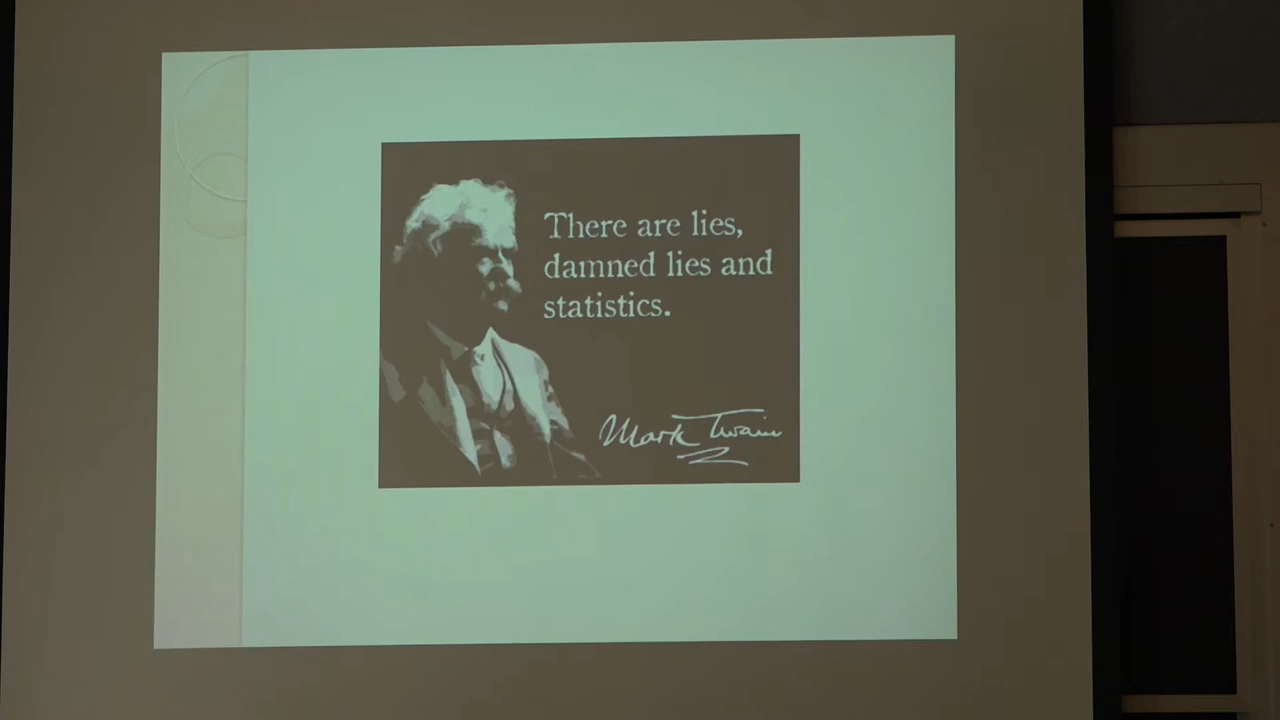 There are lies,
damned lies and
statistics.
Mark Twain